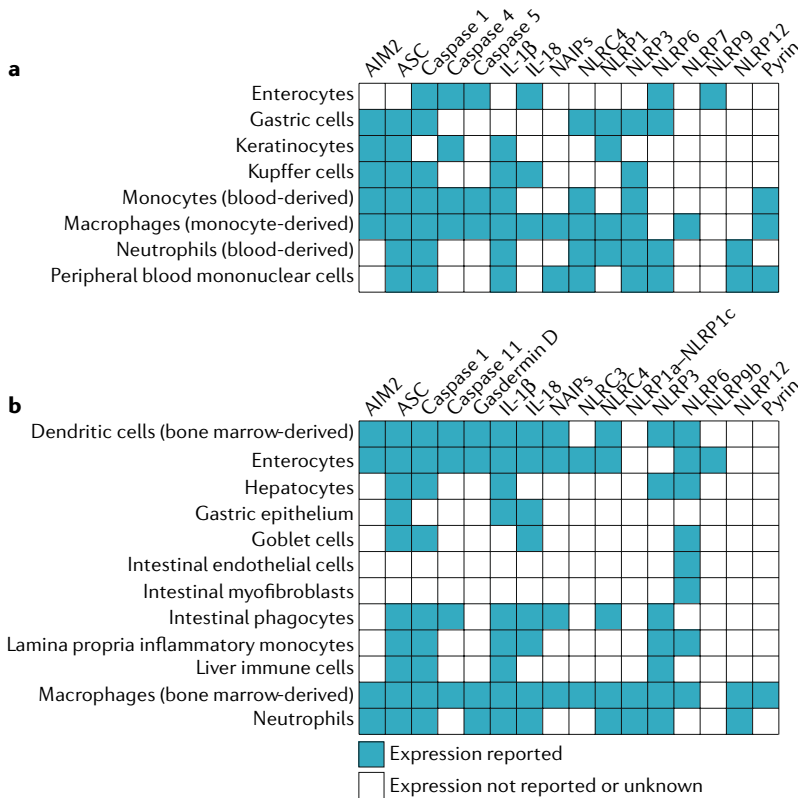 a
AIM2
ASC
Caspase 1
Caspase 4
Caspase 5
IL-1β
IL-18
NAIPs
NLRC4
NLRP1
NLRP3
NLRP6
NLRP7
NLRP9
NLRP12
Pyrin
Enterocytes
Gastric cells
Keratinocytes
Kupffer cells
Monocytes (blood-derived)
Macrophages (monocyte-derived)
Neutrophils (blood-derived)
Peripheral blood mononuclear cells
b
AIM2
ASC
Caspase 1
Caspase 11
Gasdermin D
IL-1β
IL-18
NAIPs
NLRC3
NLRC4
NLRP1a–NLRP1c
NLRP3
NLRP6
NLRP9b
NLRP12
Pyrin
Dendritic cells (bone marrow-derived)
Enterocytes
Hepatocytes
Gastric epithelium
Goblet cells
Intestinal endothelial cells
Intestinal myofibroblasts
Intestinal phagocytes
Lamina propria inflammatory monocytes
Liver immune cells
Macrophages (bone marrow-derived)
Neutrophils
Expression reported
Expression not reported or unknown